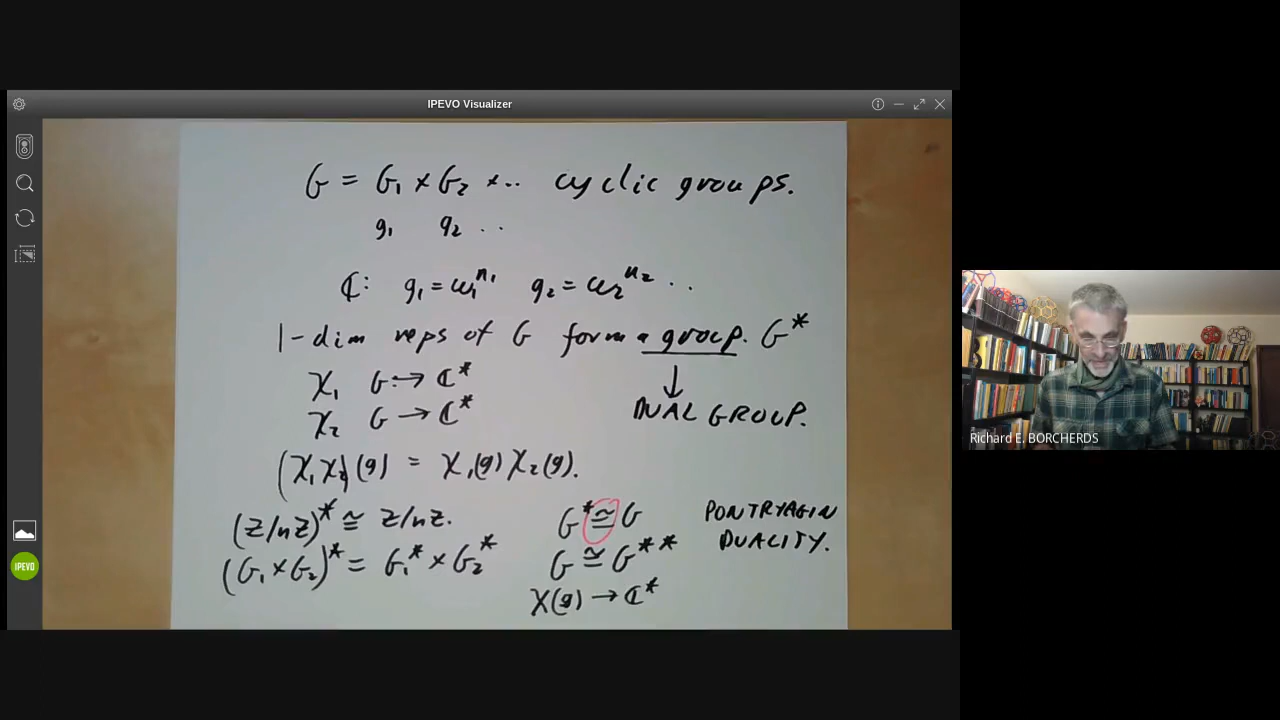 IPEVO Visualizer
G = G₁ × G₂ × ·· cyclic groups.
g₁ g₂ ··
ℂ: g₁ = ω₁^n₁ g₂ = ω₂^n₂ ··
1-dim reps of G form a group. G*
χ₁ G → ℂ*
χ₂ G → ℂ*
↓
DUAL GROUP.
(χ₁χ₂)(g) = χ₁(g) χ₂(g).
(Z/nZ)* ≅ Z/nZ.
(G₁ × G₂)* = G₁* × G₂*
G* ≅ G
G ≅ G**
χ(g) → ℂ*
PONTRYAGIN
DUALITY.
IPEVO
Richard E. BORCHERDS